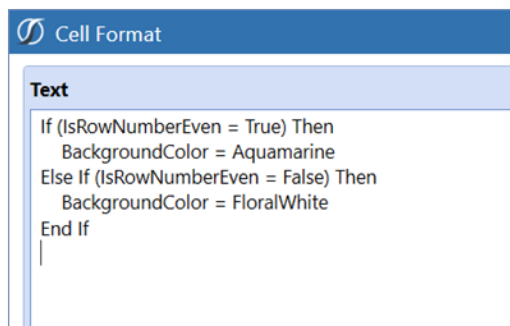 Cell Format
Text
If (IsRowNumberEven = True) Then
    BackgroundColor = Aquamarine
Else If (IsRowNumberEven = False) Then
    BackgroundColor = FloralWhite
End If